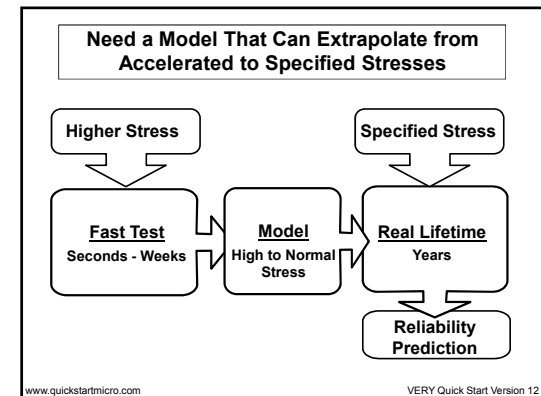 Need a Model That Can Extrapolate from
Accelerated to Specified Stresses
Higher Stress
Specified Stress
Fast Test
Seconds - Weeks
Model
High to Normal
Stress
Real Lifetime
Years
Reliability
Prediction
www.quickstartmicro.com
VERY Quick Start Version 12